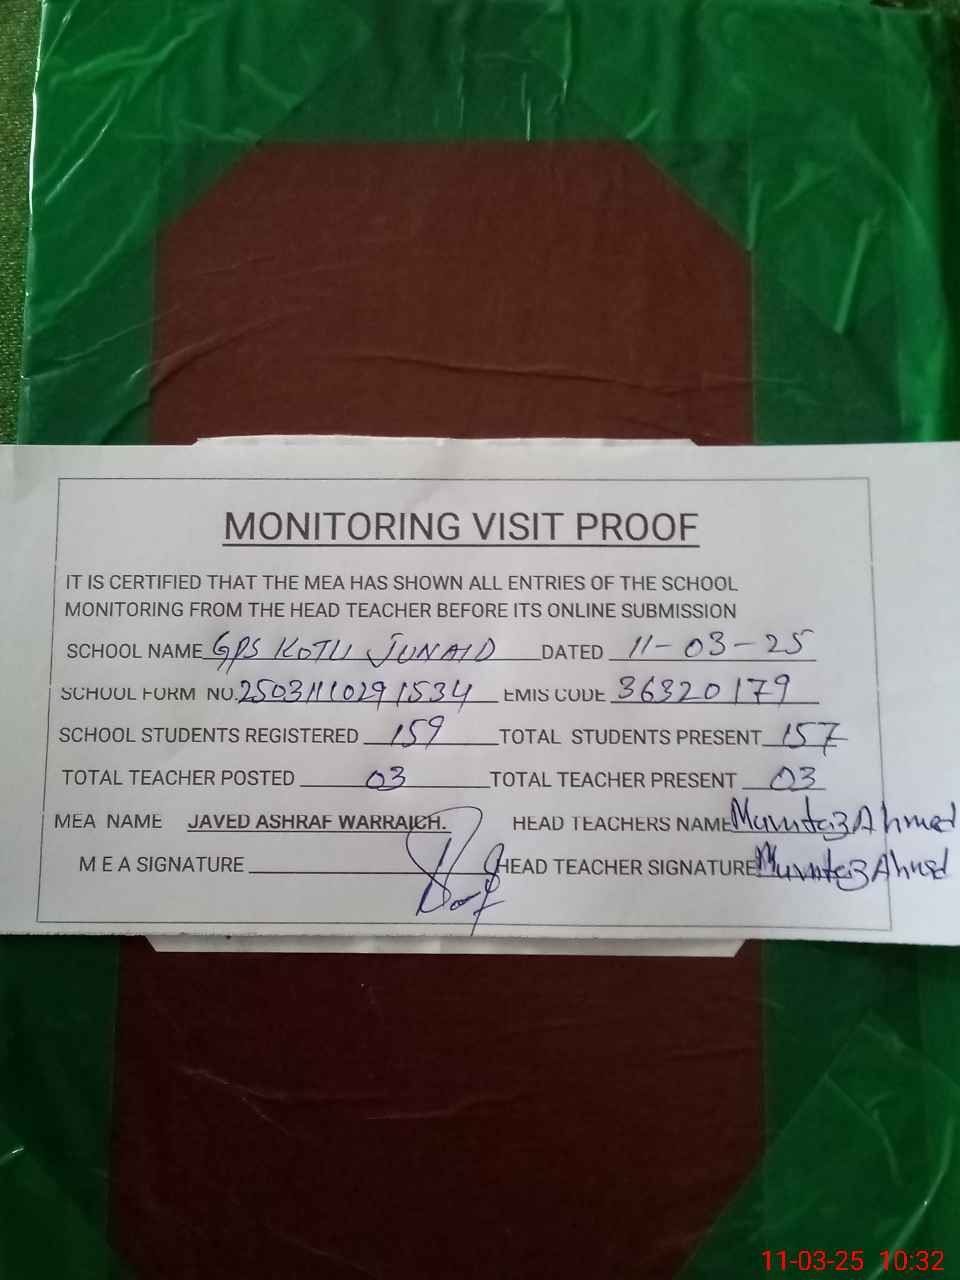 MONITORING VISIT PROOF
IT IS CERTIFIED THAT THE MEA HAS SHOWN ALL ENTRIES OF THE SCHOOL
MONITORING FROM THE HEAD TEACHER BEFORE ITS ONLINE SUBMISSION
SCHOOL NAME GPS KOTLI JUNAID DATED 11-03-25
SCHOOL FORM NO. 25031110291534 EMIS CODE 36320179
SCHOOL STUDENTS REGISTERED 159 TOTAL STUDENTS PRESENT 157
TOTAL TEACHER POSTED 03 TOTAL TEACHER PRESENT 03
MEA NAME JAVED ASHRAF WARRAICH. HEAD TEACHERS NAME Mumtaz Ahmed
M E A SIGNATURE HEAD TEACHER SIGNATURE Mumtaz Ahmed
11-03-25 10:32